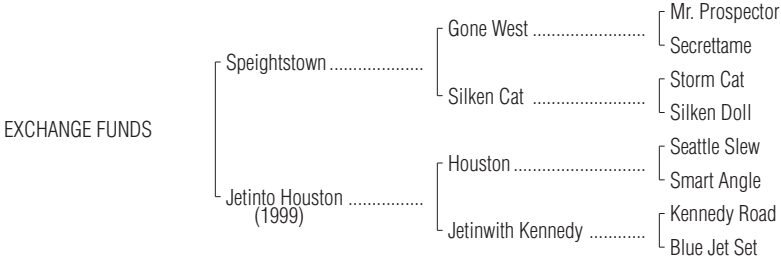 Mr. Prospector
Gone West ........................
Secrettame
Speightstown ....................
Storm Cat
Silken Cat ........................
Silken Doll
EXCHANGE FUNDS
Seattle Slew
Houston ............................
Smart Angle
Jetinto Houston ................
(1999)
Kennedy Road
Jetinwith Kennedy ............
Blue Jet Set